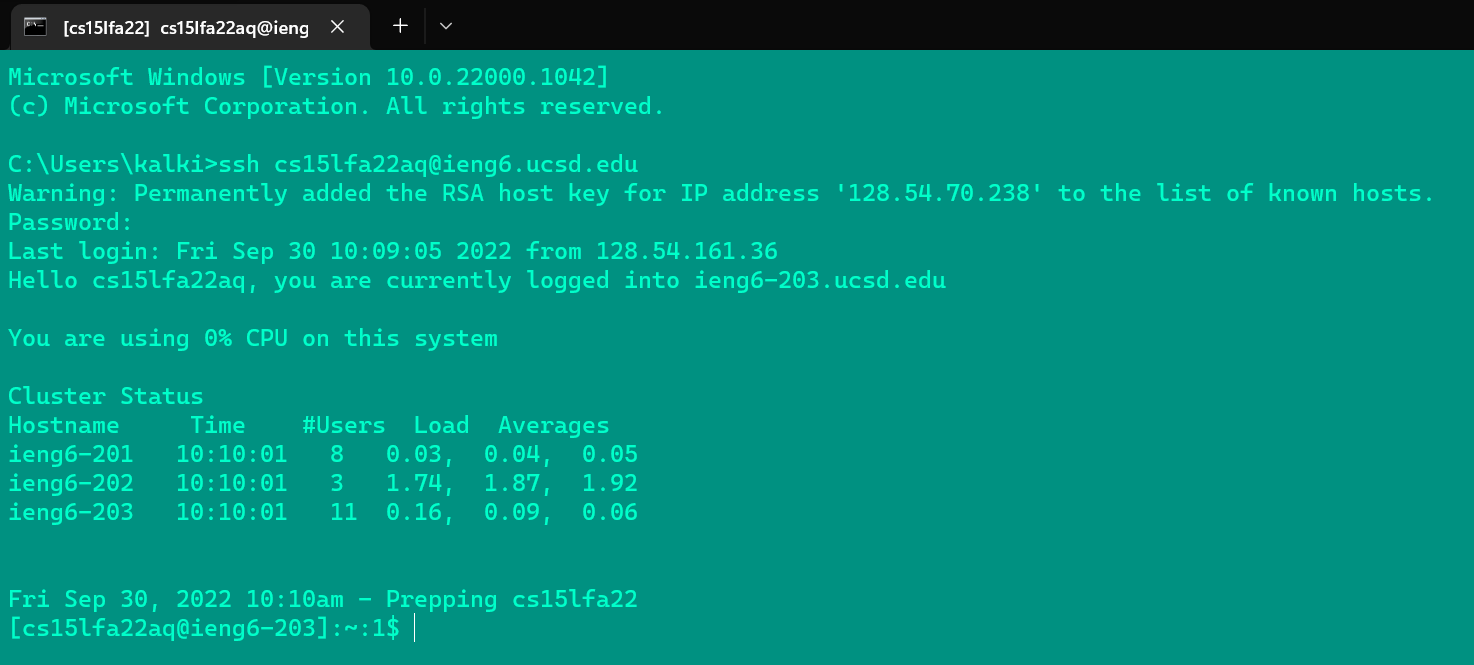 [cs15lfa22] cs15lfa22aq@ieng
Microsoft Windows [Version 10.0.22000.1042]
(c) Microsoft Corporation. All rights reserved.
C:\Users\kalki>ssh cs15lfa22aq@ieng6.ucsd.edu
Warning: Permanently added the RSA host key for IP address '128.54.70.238' to the list of known hosts.
Password:
Last login: Fri Sep 30 10:09:05 2022 from 128.54.161.36
Hello cs15lfa22aq, you are currently logged into ieng6-203.ucsd.edu
You are using 0% CPU on this system
Cluster Status
Hostname     Time    #Users  Load  Averages
ieng6-201   10:10:01   8   0.03,  0.04,  0.05
ieng6-202   10:10:01   3   1.74,  1.87,  1.92
ieng6-203   10:10:01   11  0.16,  0.09,  0.06
Fri Sep 30, 2022 10:10am - Prepping cs15lfa22
[cs15lfa22aq@ieng6-203]:~:1$